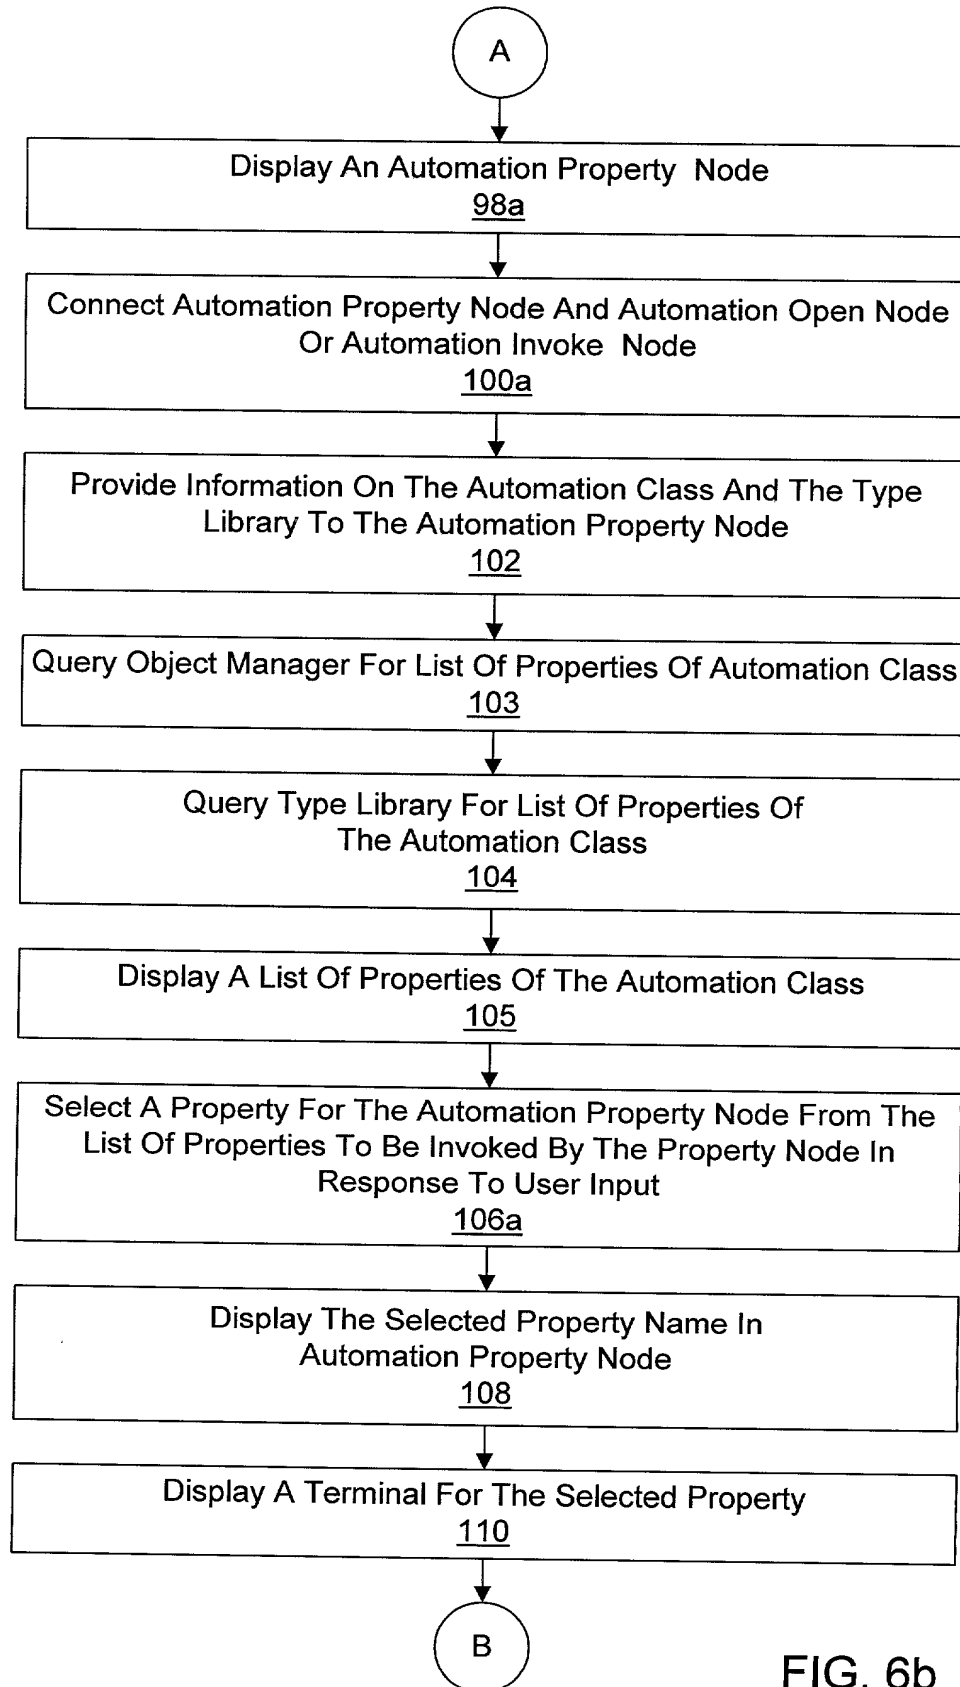 A
Display An Automation Property Node
98a
Connect Automation Property Node And Automation Open Node
Or Automation Invoke Node
100a
Provide Information On The Automation Class And The Type
Library To The Automation Property Node
102
Query Object Manager For List Of Properties Of Automation Class
103
Query Type Library For List Of Properties Of
The Automation Class
104
Display A List Of Properties Of The Automation Class
105
Select A Property For The Automation Property Node From The
List Of Properties To Be Invoked By The Property Node In
Response To User Input
106a
Display The Selected Property Name In
Automation Property Node
108
Display A Terminal For The Selected Property
110
B
FIG. 6b